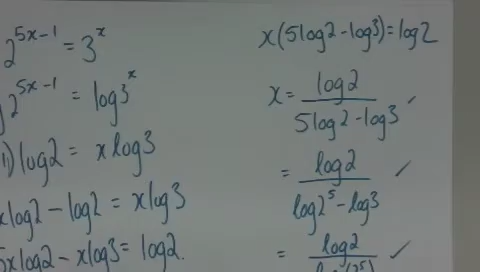 2^{5x-1} = 3^x
2^{5x-1} = log3^x
log2 = xlog3
xlog2 - log2 = xlog3
5xlog2 - xlog3 = log2.
x(5log2 - log3) = log2
x = log2 / (5log2 - log3) ✓
= log2 / (log2^5 - log3) ✓
= log2 ✓